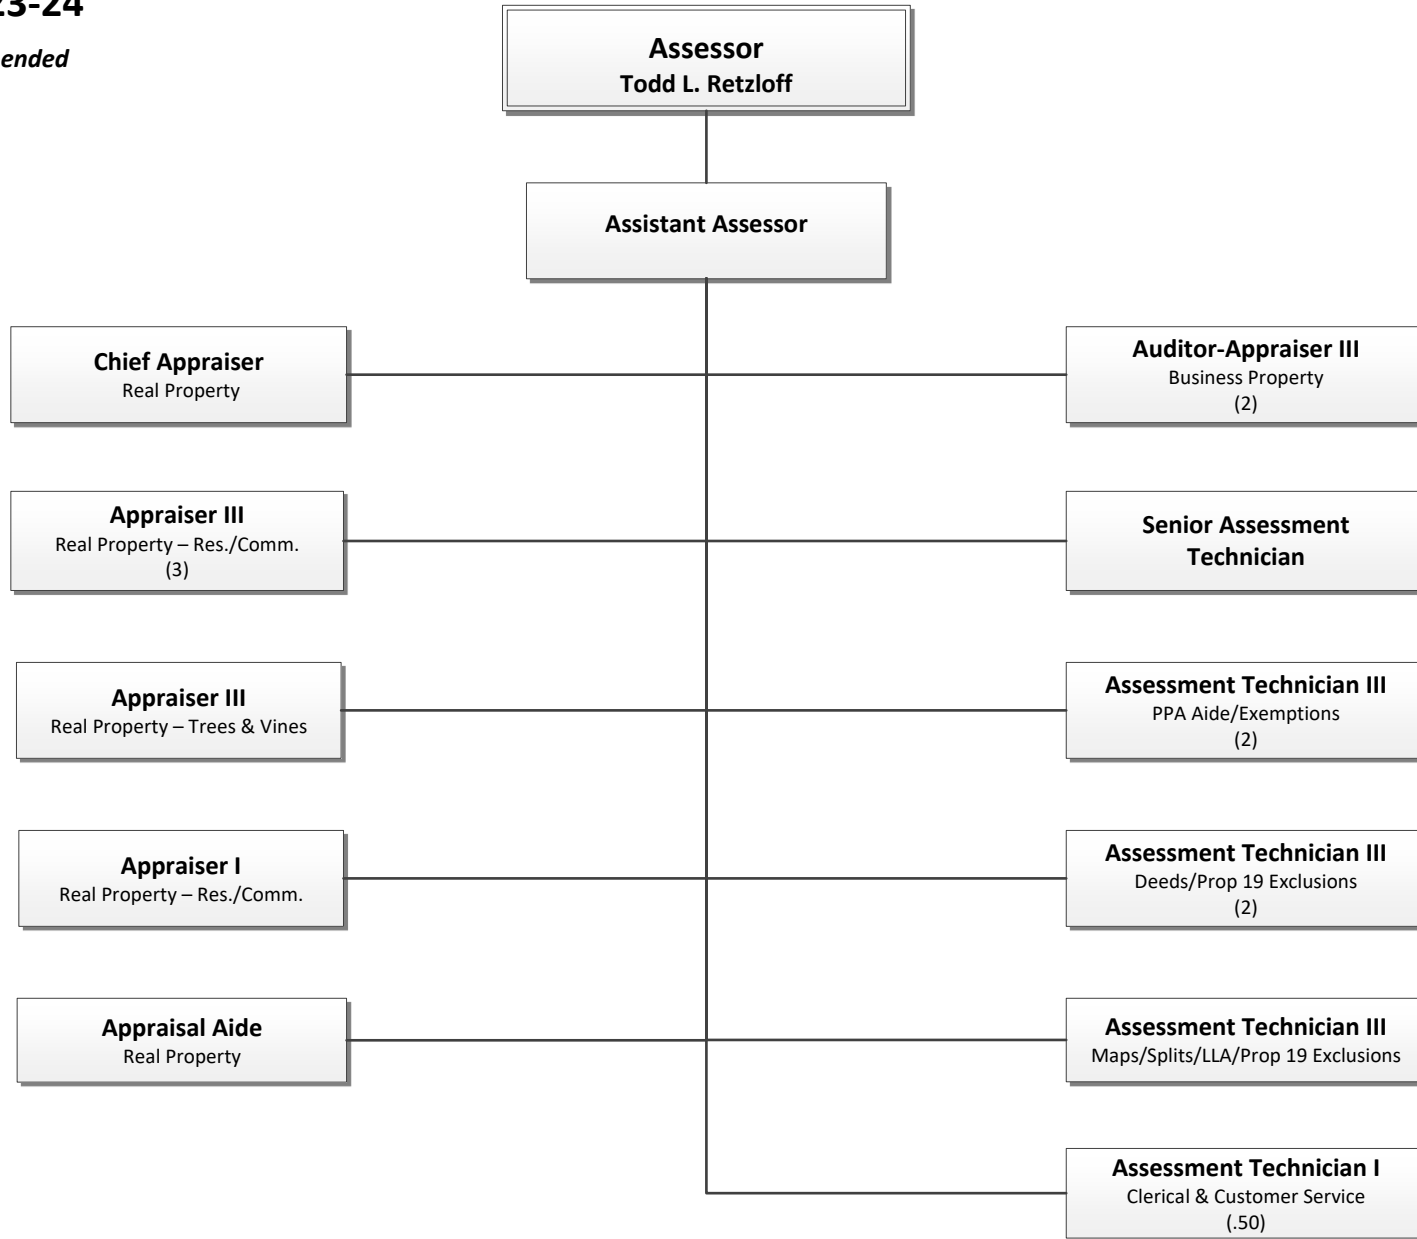 23-24
ended
Assessor
Todd L. Retzloff
Assistant Assessor
Chief Appraiser
Real Property
Auditor-Appraiser III
Business Property
(2)
Appraiser III
Real Property – Res./Comm.
(3)
Senior Assessment
Technician
Appraiser III
Real Property – Trees & Vines
Assessment Technician III
PPA Aide/Exemptions
(2)
Appraiser I
Real Property – Res./Comm.
Assessment Technician III
Deeds/Prop 19 Exclusions
(2)
Appraisal Aide
Real Property
Assessment Technician III
Maps/Splits/LLA/Prop 19 Exclusions
Assessment Technician I
Clerical & Customer Service
(.50)